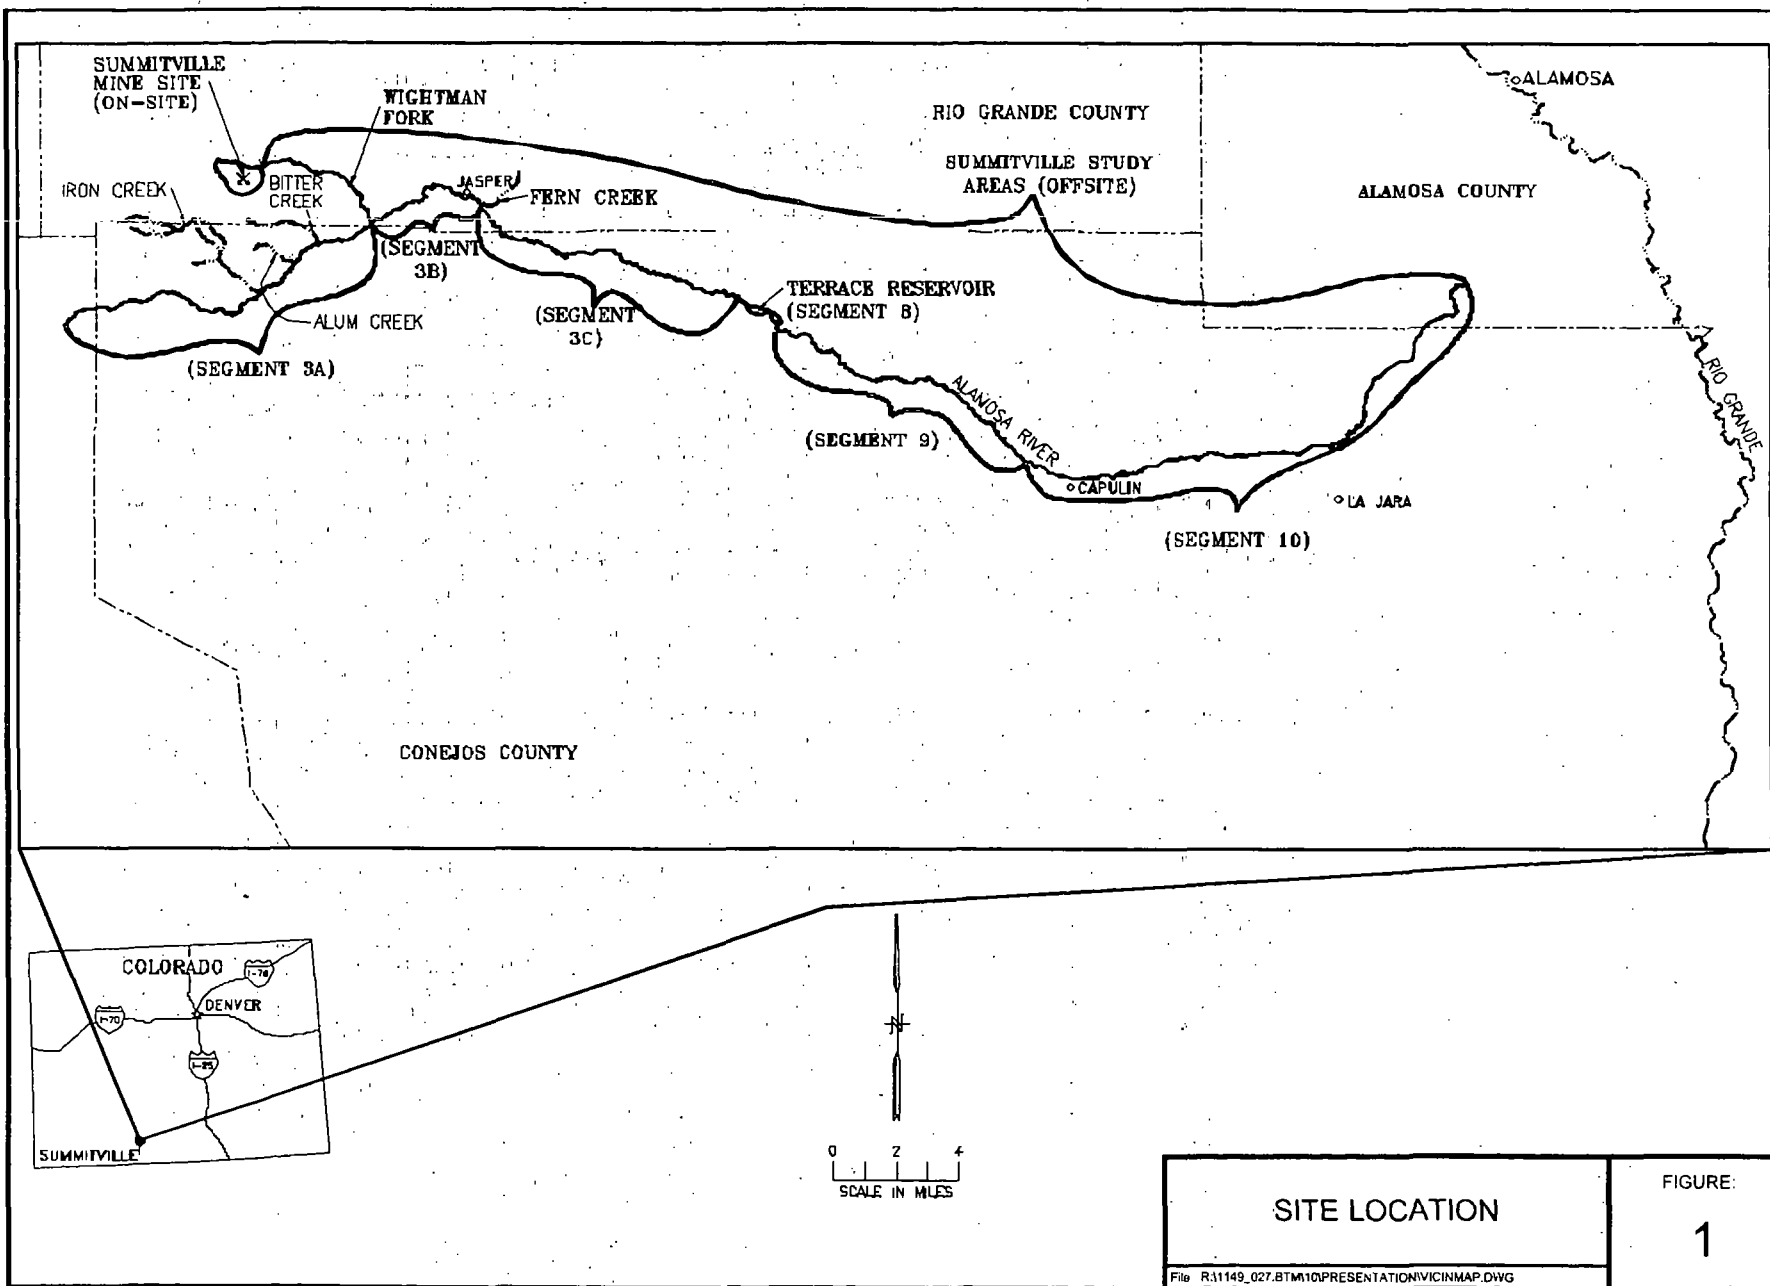 SUMMITVILLE
MINE SITE
(ON-SITE)
WIGHTMAN
FORK
RIO GRANDE COUNTY
ALAMOSA
SUMMITVILLE STUDY
AREAS (OFFSITE)
ALAMOSA COUNTY
IRON CREEK
BITTER
CREEK
JASPER
FERN CREEK
(SEGMENT
3B)
TERRACE RESERVOIR
(SEGMENT 8)
(SEGMENT
3C)
ALUM CREEK
(SEGMENT 3A)
ALAMOSA RIVER
RIO GRANDE
(SEGMENT 9)
CAPULIN
LA JARA
(SEGMENT 10)
CONEJOS COUNTY
COLORADO
I-76
DENVER
I-70
I-25
SUMMITVILLE
N
0 2 4
SCALE IN MILES
SITE LOCATION
FIGURE:
1
File R:\1149_027.BTM\10\PRESENTATION\VICINMAP.DWG